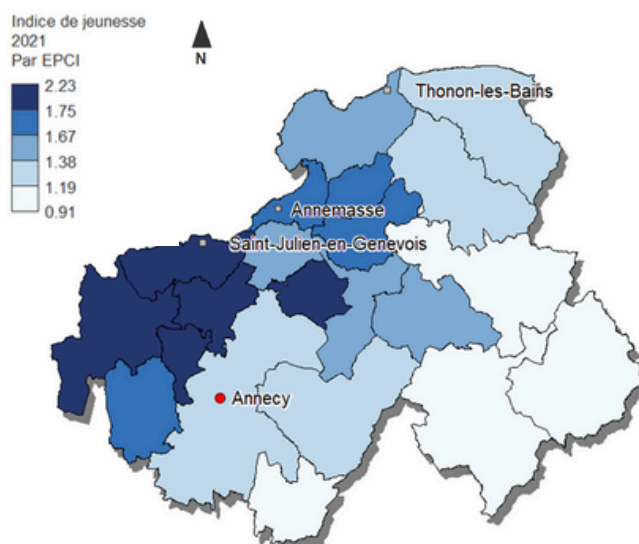 Indice de jeunesse
2021
Par EPCI
2.23
1.75
1.67
1.38
1.19
0.91
N
Thonon-les-Bains
Annemasse
Saint-Julien-en-Genevois
Annecy